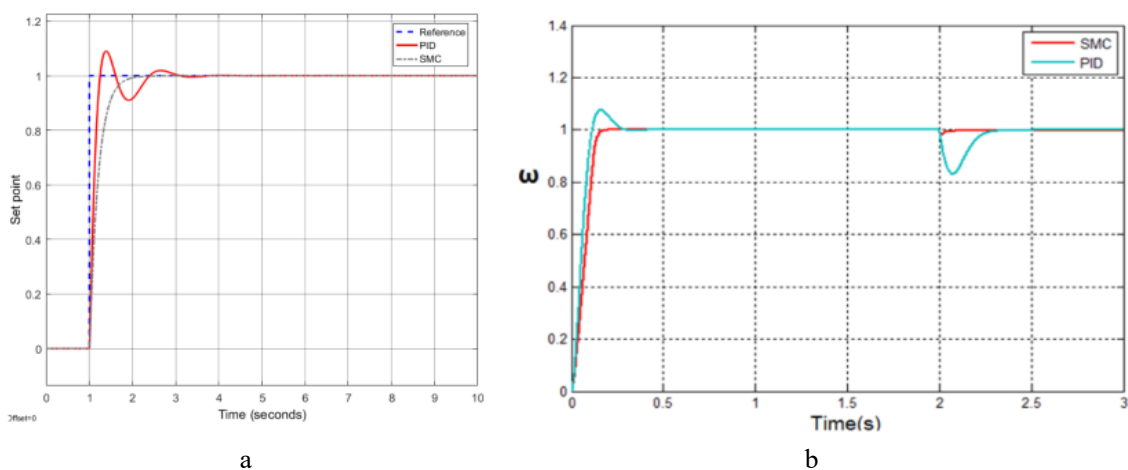 1.2
1
0.8
0.6
0.4
0.2
0
Set point
Reference
PID
SMC
0 1 2 3 4 5 6 7 8 9 10
Time (seconds)
Offset=0
a
1.4
1.2
1
0.8
0.6
0.4
0.2
0
ω
SMC
PID
0 0.5 1 1.5 2 2.5 3
Time(s)
b